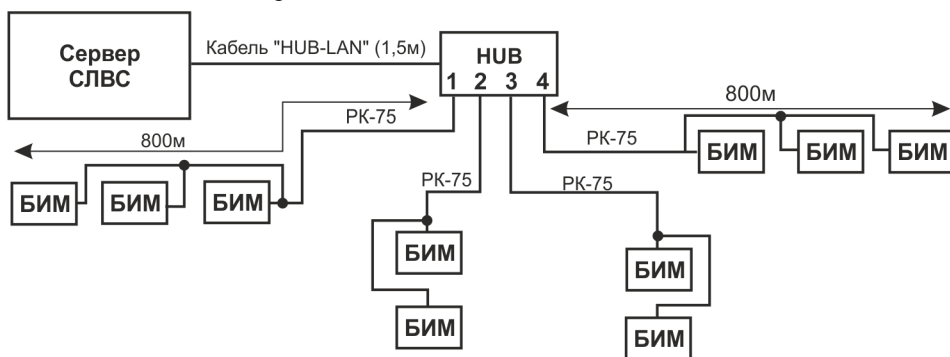 Сервер
СЛВС
Кабель "HUB-LAN" (1,5м)
HUB
1 2 3 4
800м
800м
РК-75
РК-75
БИМ
БИМ
БИМ
БИМ
БИМ
БИМ
РК-75
РК-75
БИМ
БИМ
БИМ
БИМ